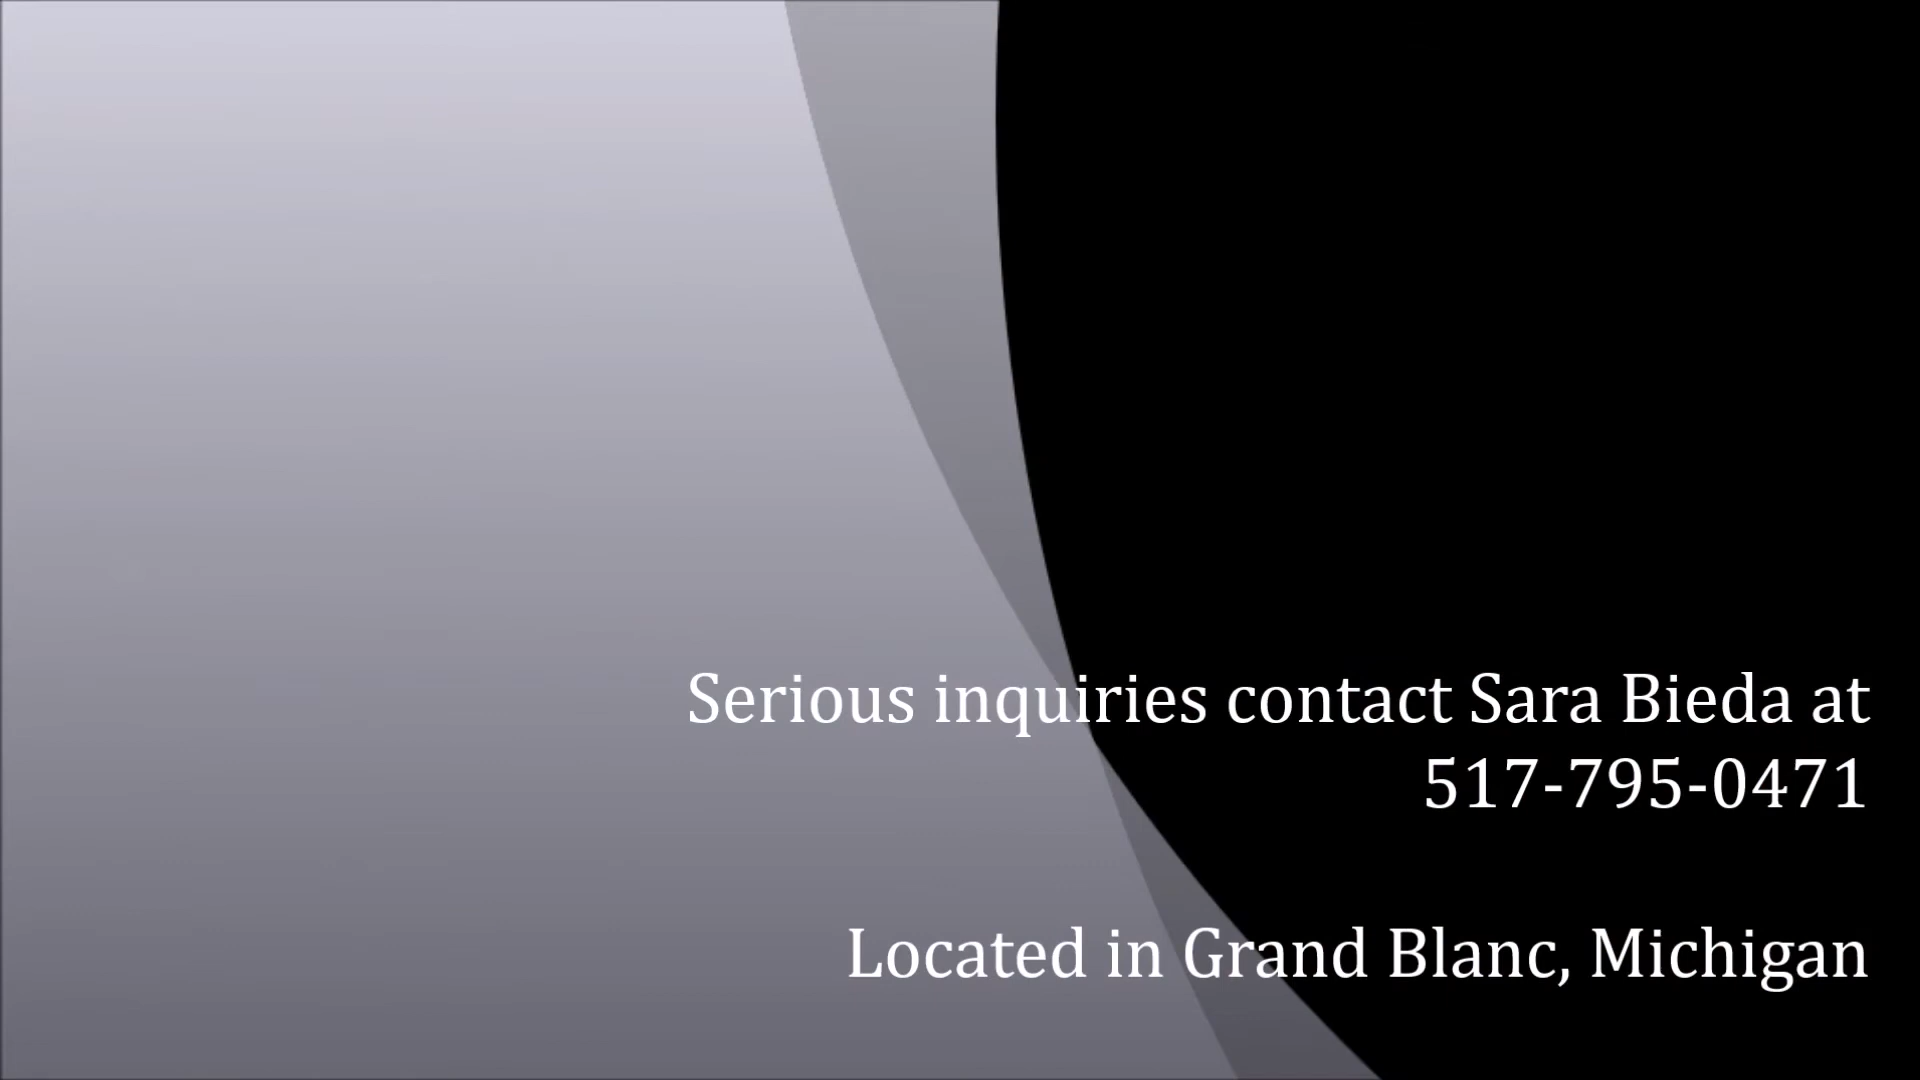 Serious inquiries contact Sara Bieda at
517-795-0471
Located in Grand Blanc, Michigan